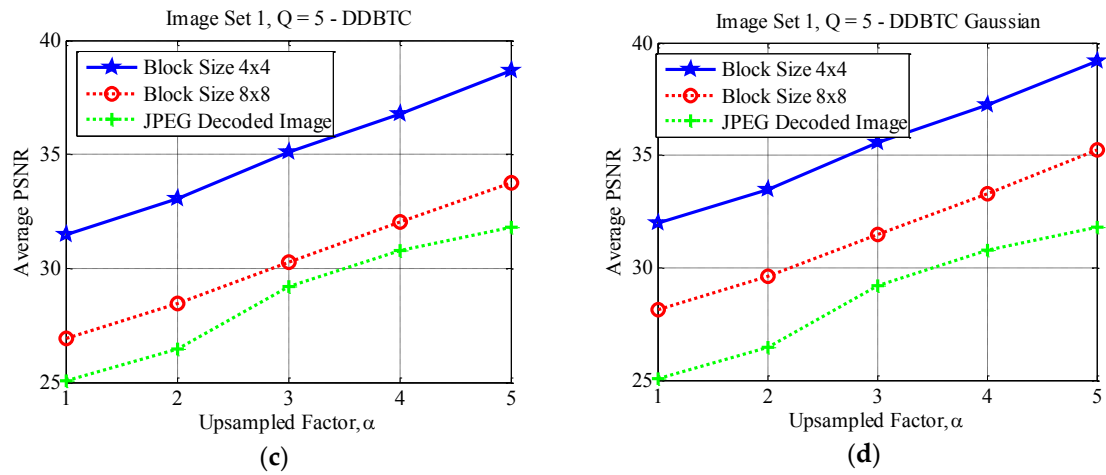 Image Set 1, Q = 5 - DDBTC
40
35
30
25
Average PSNR
Block Size 4x4
Block Size 8x8
JPEG Decoded Image
1 2 3 4 5
Upsampled Factor, α
(c)
Image Set 1, Q = 5 - DDBTC Gaussian
40
35
30
25
Average PSNR
Block Size 4x4
Block Size 8x8
JPEG Decoded Image
1 2 3 4 5
Upsampled Factor, α
(d)